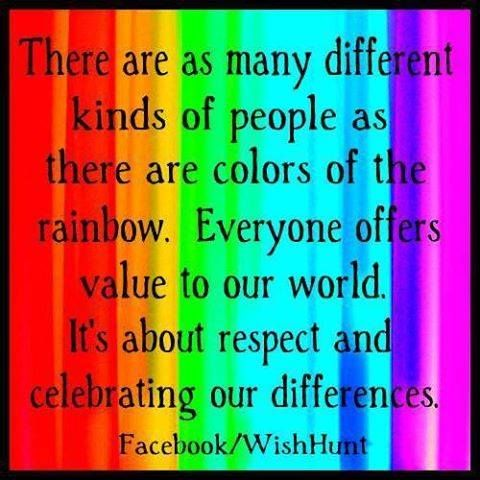 There are as many different
kinds of people as
there are colors of the
rainbow. Everyone offers
value to our world.
It's about respect and
celebrating our differences.
Facebook/WishHunt